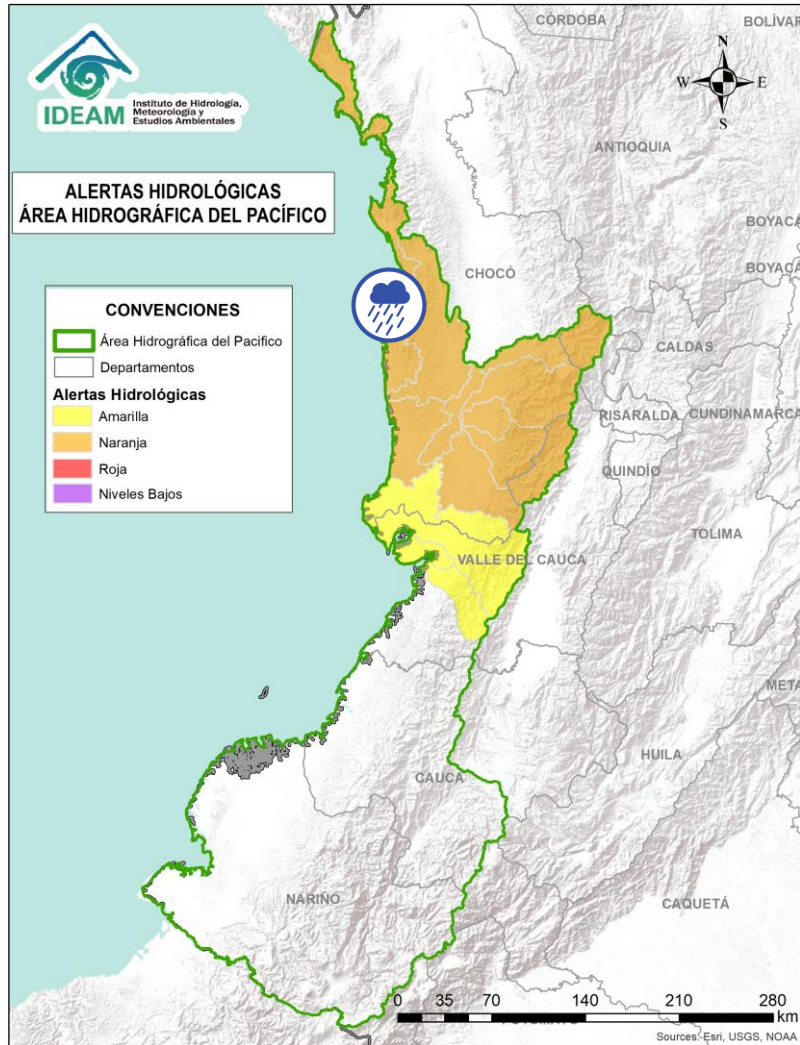 IDEAM
Instituto de Hidrología,
Meteorología y
Estudios Ambientales
ALERTAS HIDROLÓGICAS
ÁREA HIDROGRÁFICA DEL PACÍFICO
CONVENCIONES
Área Hidrográfica del Pacifico
Departamentos
Alertas Hidrológicas
Amarilla
Naranja
Roja
Niveles Bajos
N
W E
S
CÓRDOBA
BOLÍVAR
ANTIOQUIA
BOYACÁ
BOYACÁ
CHOCÓ
CALDAS
RISARALDA
CUNDINAMARCA
QUINDÍO
TOLIMA
VALLE DEL CAUCA
META
HUILA
CAUCA
NARIÑO
CAQUETÁ
0 35 70 140 210 280
km
Sources: Esri, USGS, NOAA